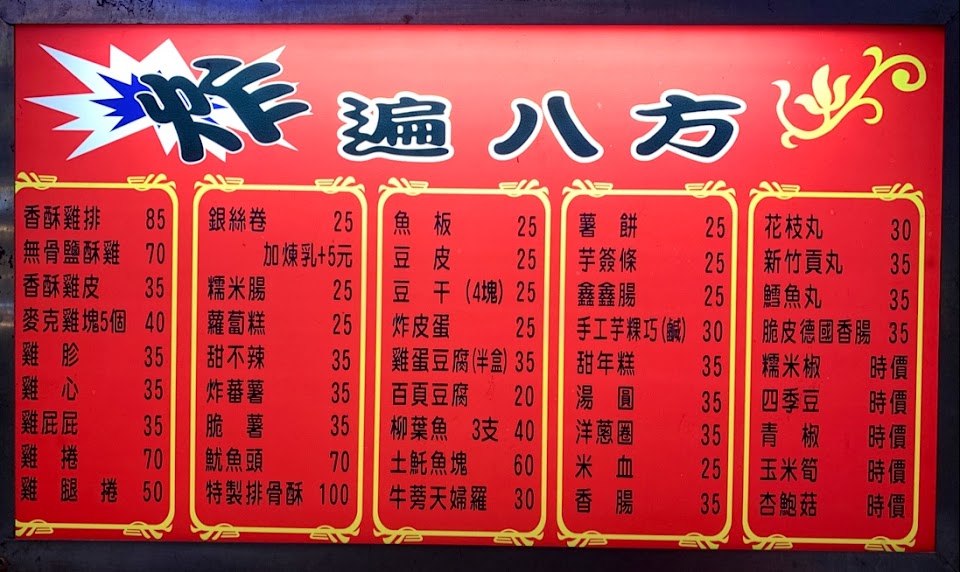 炸遍八方
香酥雞排 85
無骨鹽酥雞 70
香酥雞皮 35
麥克雞塊5個 40
雞胗 35
雞心 35
雞屁屁 35
雞捲 70
雞腿捲 50
銀絲卷 25
加煉乳+5元
糯米腸 25
蘿蔔糕 25
甜不辣 35
炸蕃薯 35
脆薯 35
魷魚頭 70
特製排骨酥 100
魚板 25
豆皮 25
豆干(4塊) 25
炸皮蛋 25
雞蛋豆腐(半盒) 35
百頁豆腐 20
柳葉魚 3支 40
土魠魚塊 60
牛蒡天婦羅 30
薯餅 25
芋簽條 25
鑫鑫腸 25
手工芋粿巧(鹹) 30
甜年糕 35
湯圓 35
洋蔥圈 35
米血 25
香腸 35
花枝丸 30
新竹貢丸 35
鱈魚丸 35
脆皮德國香腸 35
糯米椒 時價
四季豆 時價
青椒 時價
玉米筍 時價
杏鮑菇 時價